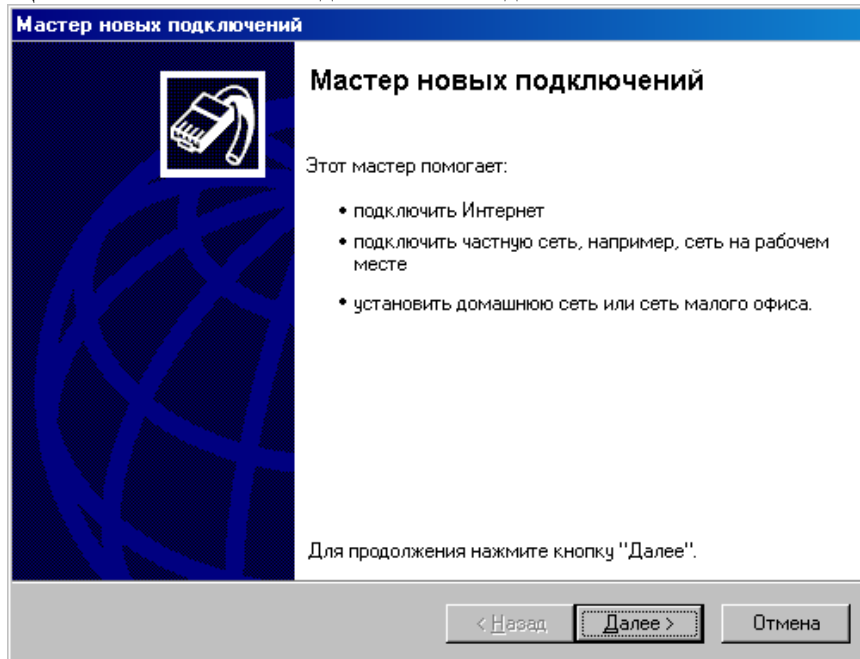 Мастер новых подключений
Мастер новых подключений
Этот мастер помогает:
• подключить Интернет
• подключить частную сеть, например, сеть на рабочем
месте
• установить домашнюю сеть или сеть малого офиса.
Для продолжения нажмите кнопку "Далее".
< Назад Далее > Отмена